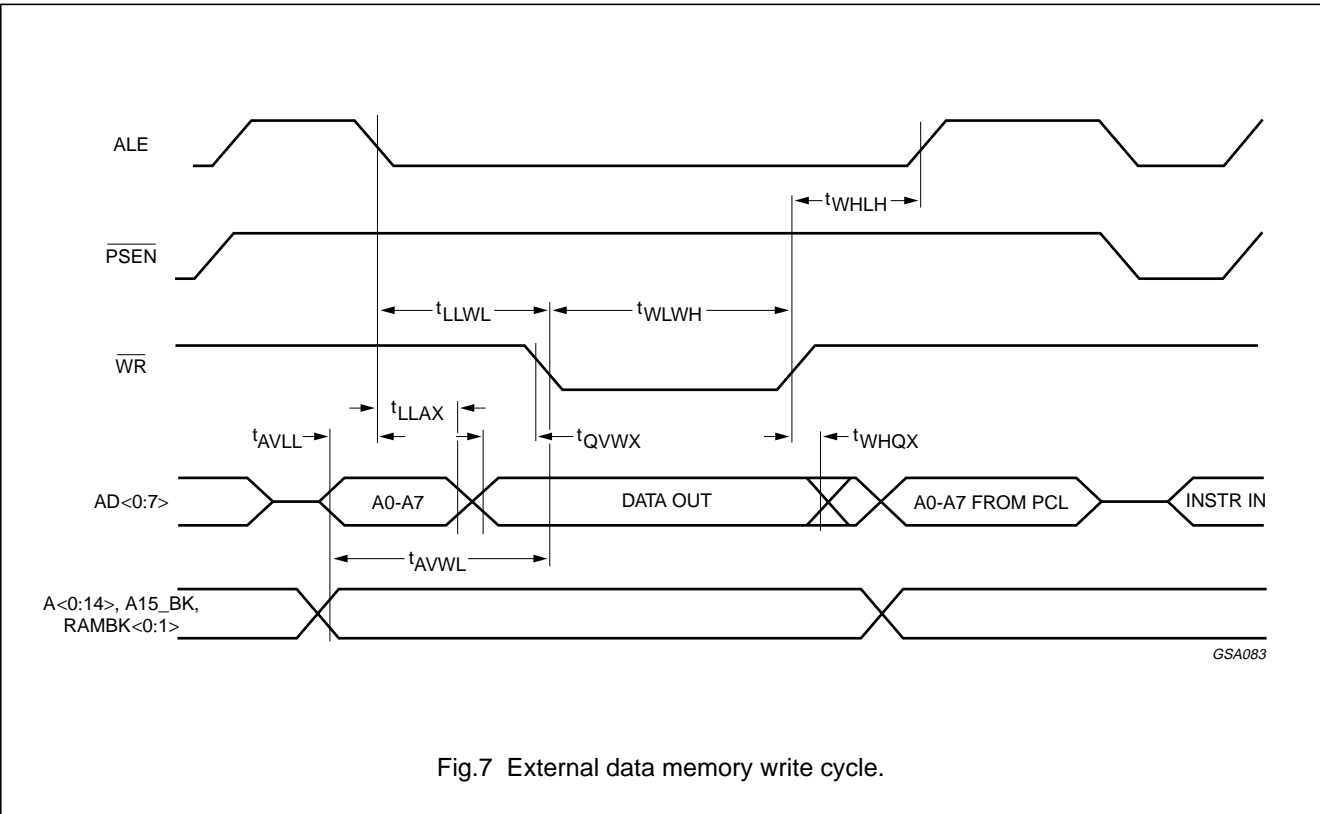 ALE
tWHLH
PSEN
tLLWL
tWLWH
WR
tLLAX
tAVLL
tQVWX
tWHQX
AD<0:7>
A0-A7
DATA OUT
A0-A7 FROM PCL
INSTR IN
tAVWL
A<0:14>, A15_BK,
RAMBK<0:1>
GSA083
Fig.7 External data memory write cycle.